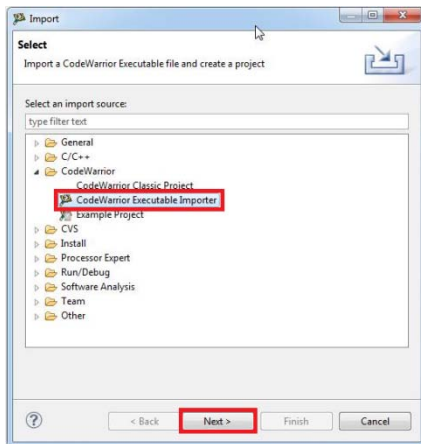 Import
Select
Import a CodeWarrior Executable file and create a project
Select an import source:
type filter text
General
C/C++
CodeWarrior
CodeWarrior Classic Project
CodeWarrior Executable Importer
Example Project
CVS
Install
Processor Expert
Run/Debug
Software Analysis
Team
Other
?
< Back
Next >
Finish
Cancel